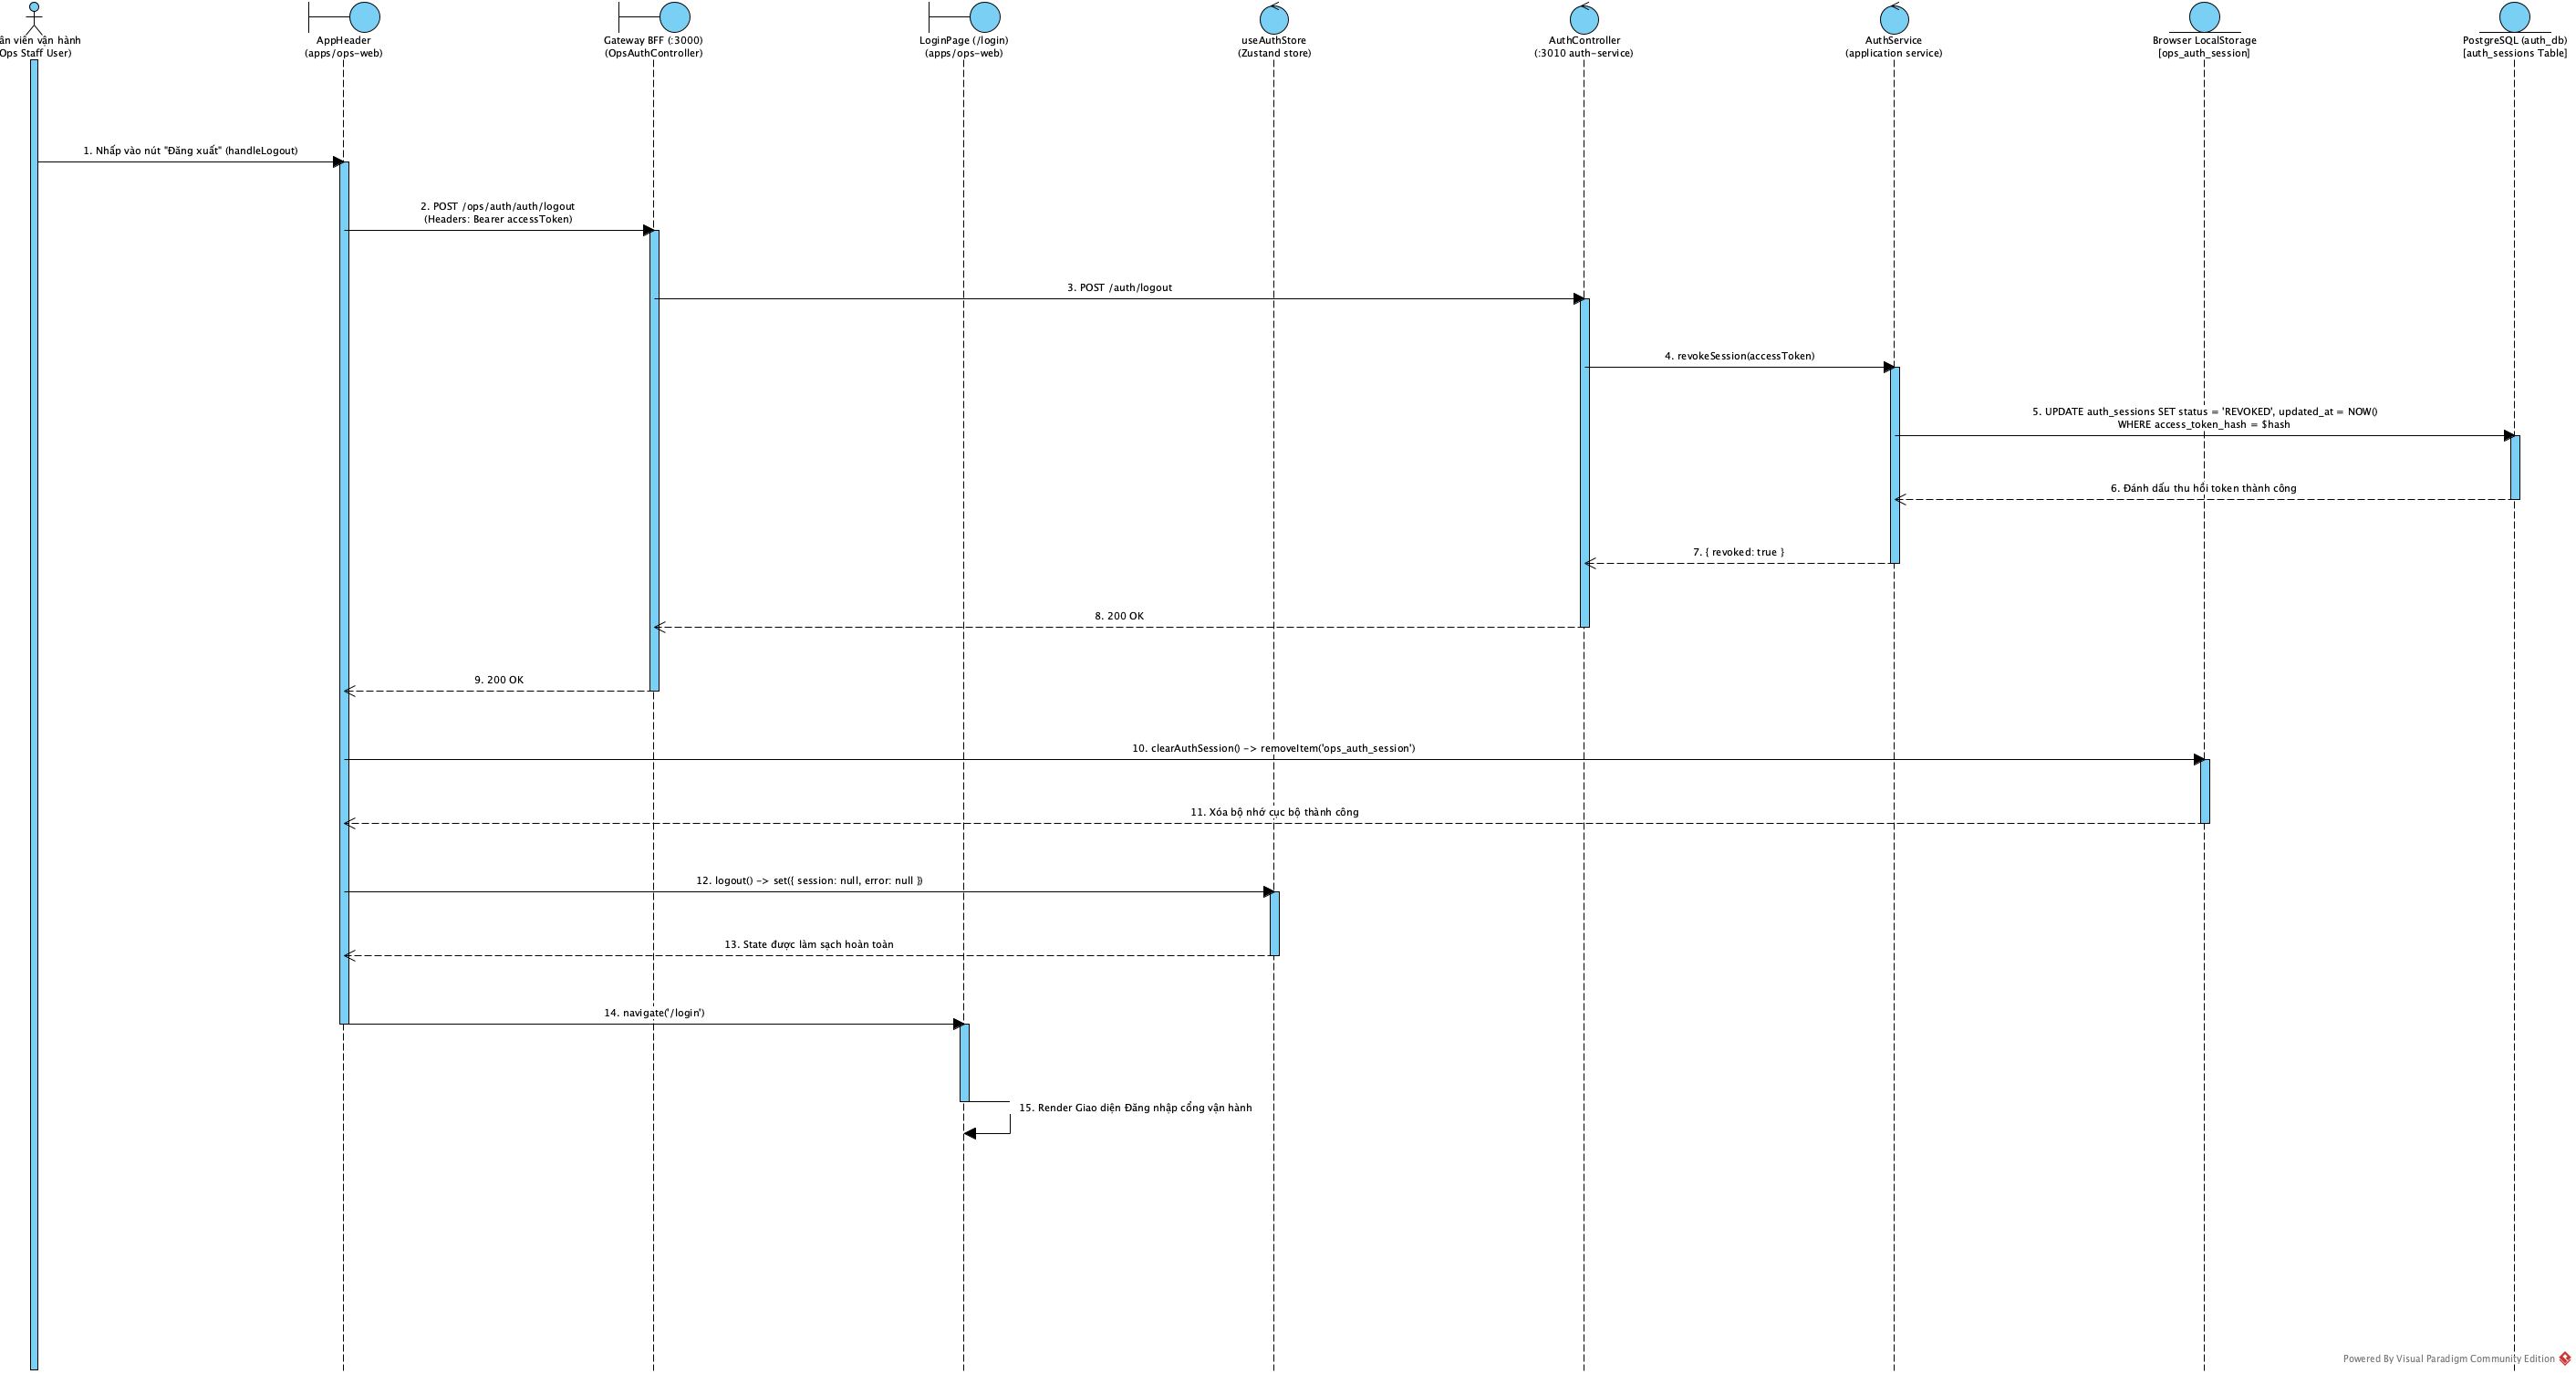 ân viên vận hành
Ops Staff User)
AppHeader
(apps/ops-web)
Gateway BFF (:3000)
(OpsAuthController)
LoginPage (/login)
(apps/ops-web)
useAuthStore
(Zustand store)
AuthController
(:3010 auth-service)
AuthService
(application service)
Browser LocalStorage
[ops_auth_session]
PostgreSQL (auth_db)
[auth_sessions Table]
1. Nhấp vào nút "Đăng xuất" (handleLogout)
2. POST /ops/auth/auth/logout
(Headers: Bearer accessToken)
3. POST /auth/logout
4. revokeSession(accessToken)
5. UPDATE auth_sessions SET status = 'REVOKED', updated_at = NOW()
WHERE access_token_hash = $hash
6. Đánh dấu thu hồi token thành công
7. { revoked: true }
8. 200 OK
9. 200 OK
10. clearAuthSession() -> removeItem('ops_auth_session')
11. Xóa bộ nhớ cục bộ thành công
12. logout() -> set({ session: null, error: null })
13. State được làm sạch hoàn toàn
14. navigate('/login')
15. Render Giao diện Đăng nhập cổng vận hành
Powered By Visual Paradigm Community Edition